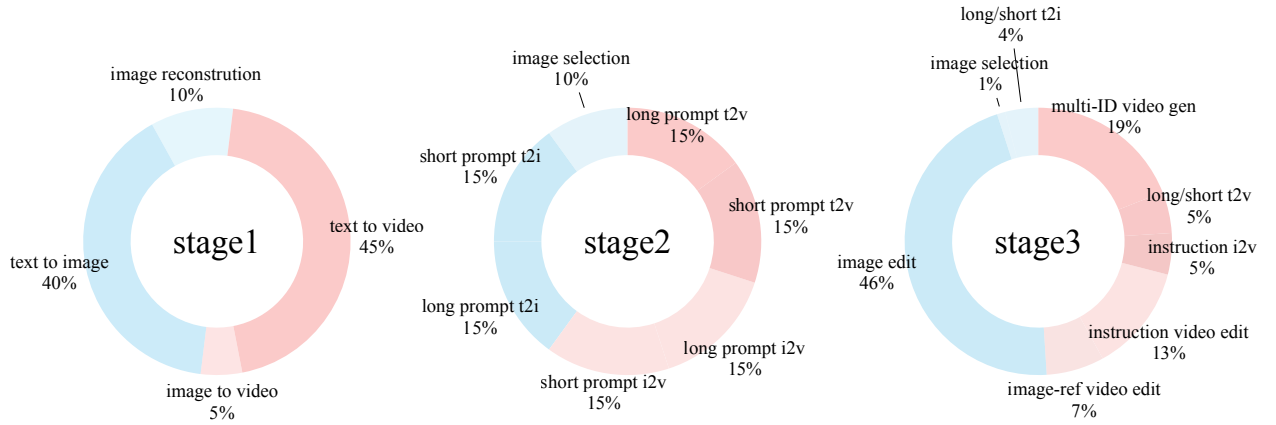 image reconstrution
10%
text to video
45%
image to video
5%
text to image
40%
stage1
image selection
10%
long prompt t2v
15%
short prompt t2v
15%
long prompt i2v
15%
short prompt i2v
15%
long prompt t2i
15%
short prompt t2i
15%
stage2
long/short t2i
4%
image selection
1%
multi-ID video gen
19%
long/short t2v
5%
instruction i2v
5%
instruction video edit
13%
image-ref video edit
7%
image edit
46%
stage3